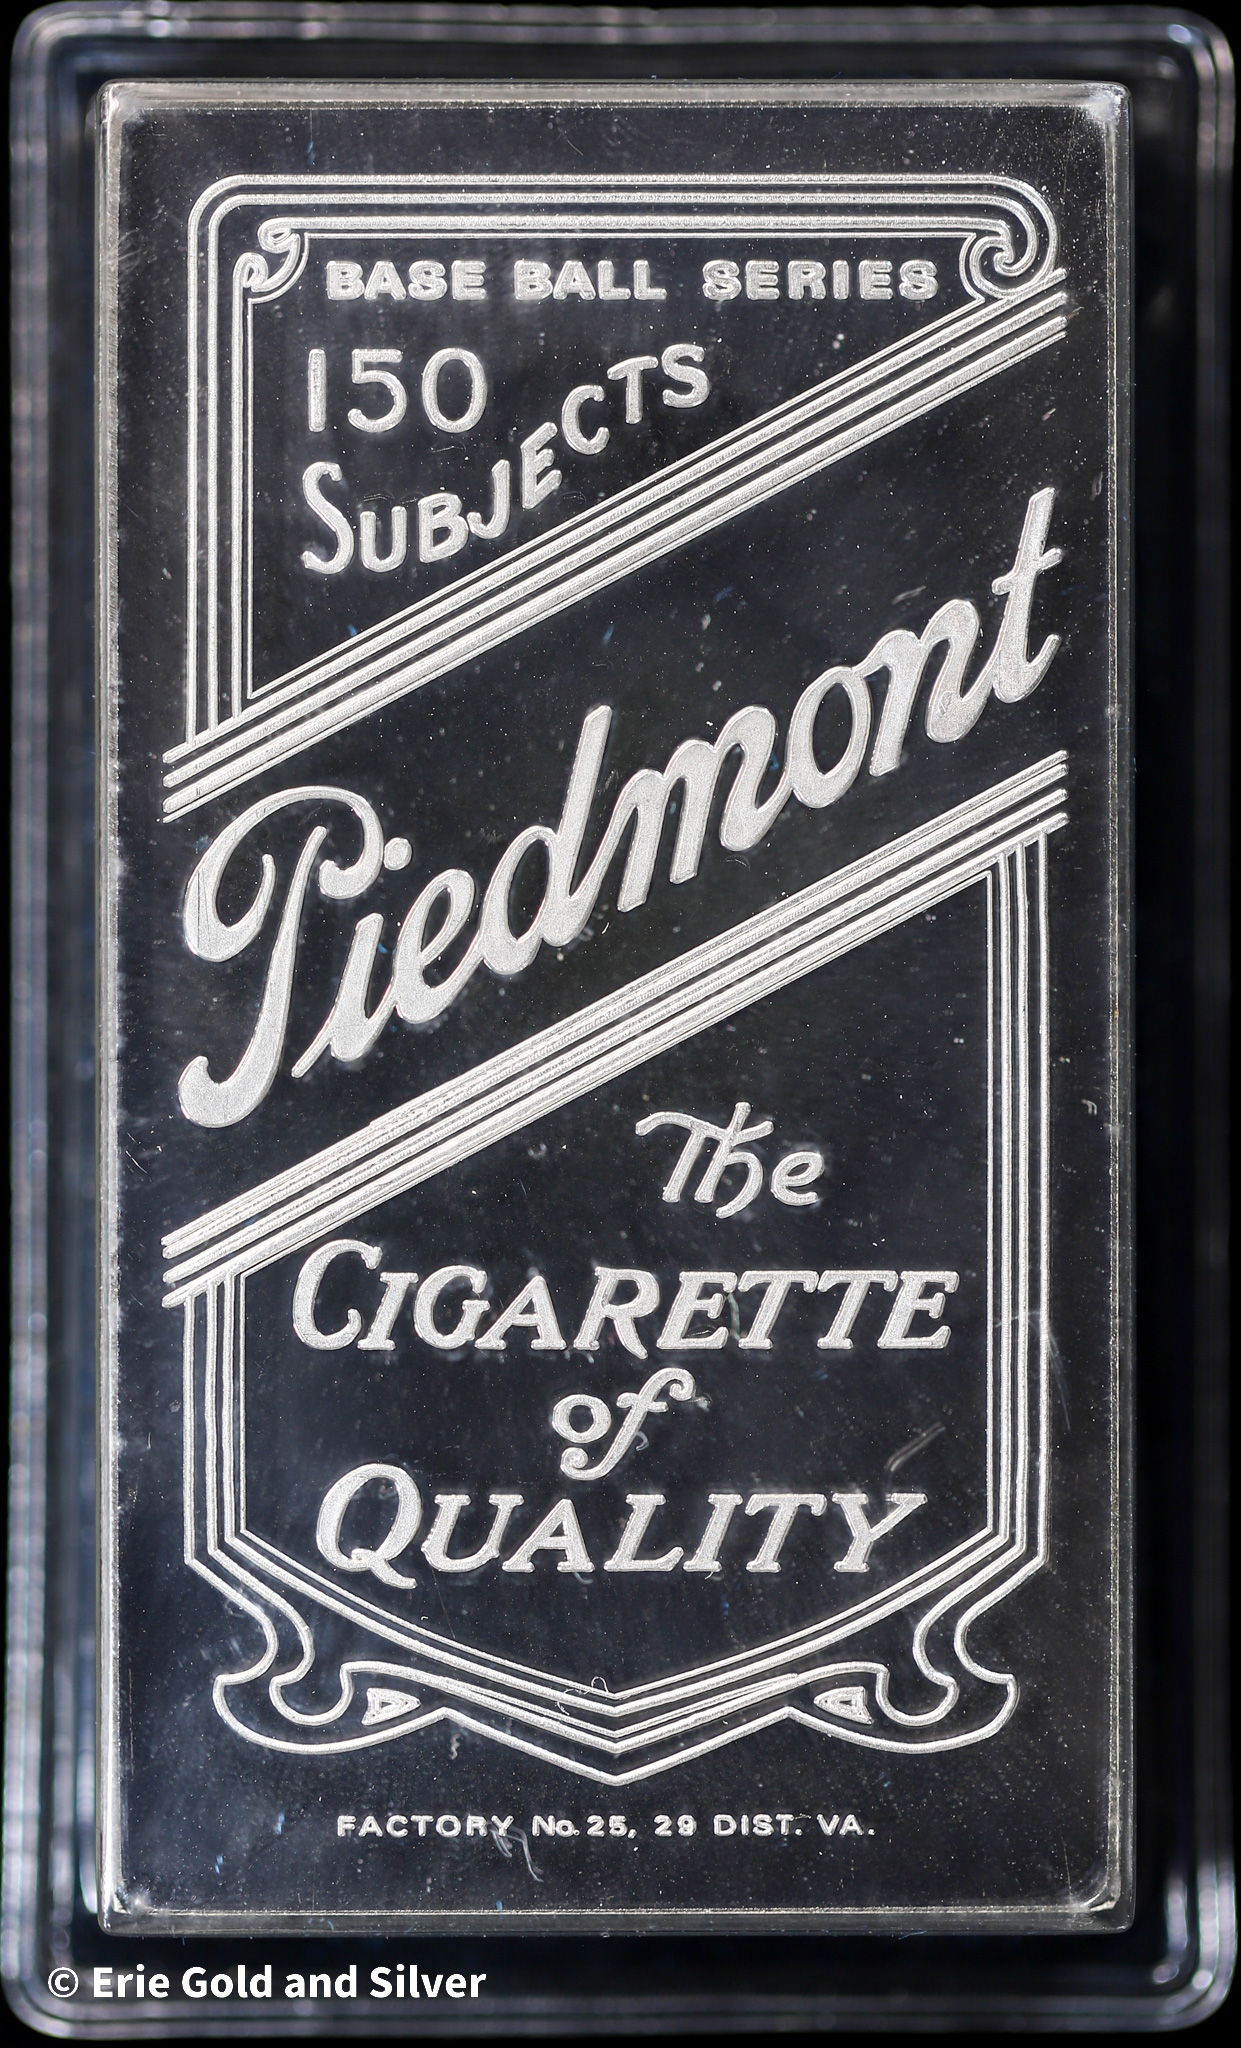 BASE BALL SERIES
150
SUBJECTS
Piedmont
The
CIGARETTE
of
QUALITY
FACTORY No. 25, 29 DIST. VA.
© Erie Gold and Silver